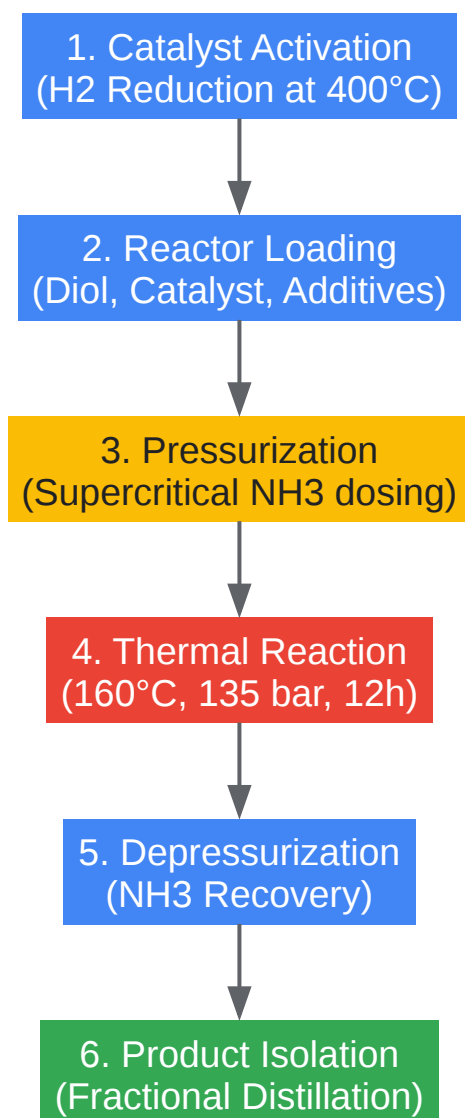 1. Catalyst Activation
(H2 Reduction at 400°C)
2. Reactor Loading
(Diol, Catalyst, Additives)
3. Pressurization
(Supercritical NH3 dosing)
4. Thermal Reaction
(160°C, 135 bar, 12h)
5. Depressurization
(NH3 Recovery)
6. Product Isolation
(Fractional Distillation)